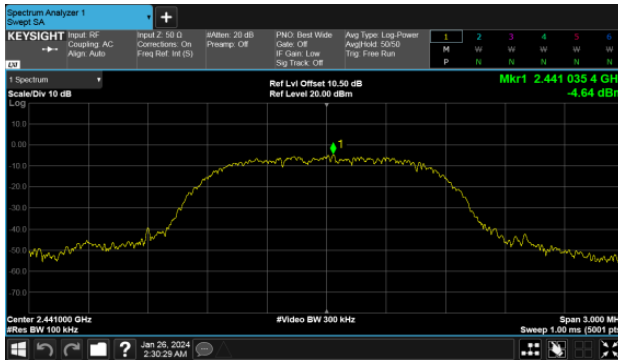 Spectrum Analyzer 1
Swept SA
KEYSIGHT
Input: RF
Coupling: AC
Align: Auto
Input Z: 50 Ω
Corrections: On
Freq Ref: Int (S)
#Atten: 20 dB
Preamp: Off
PNO: Best Wide
Gate: Off
IF Gain: Low
Sig Track: Off
Avg Type: Log-Power
Avg|Hold: 50/50
Trig: Free Run
1 2 3 4 5 6
M W W W W W
P N N N N N
LXI
1 Spectrum
Scale/Div 10 dB
Ref Lvl Offset 10.50 dB
Ref Level 20.00 dBm
Mkr1 2.441 035 4 GH
-4.64 dBm
Log
10.0
0.00
-10.0
-20.0
-30.0
-40.0
-50.0
-60.0
-70.0
1
Center 2.441000 GHz
#Res BW 100 kHz
#Video BW 300 kHz
Span 3.000 MH
Sweep 1.00 ms (5001 pts
Jan 26, 2024
2:30:29 AM